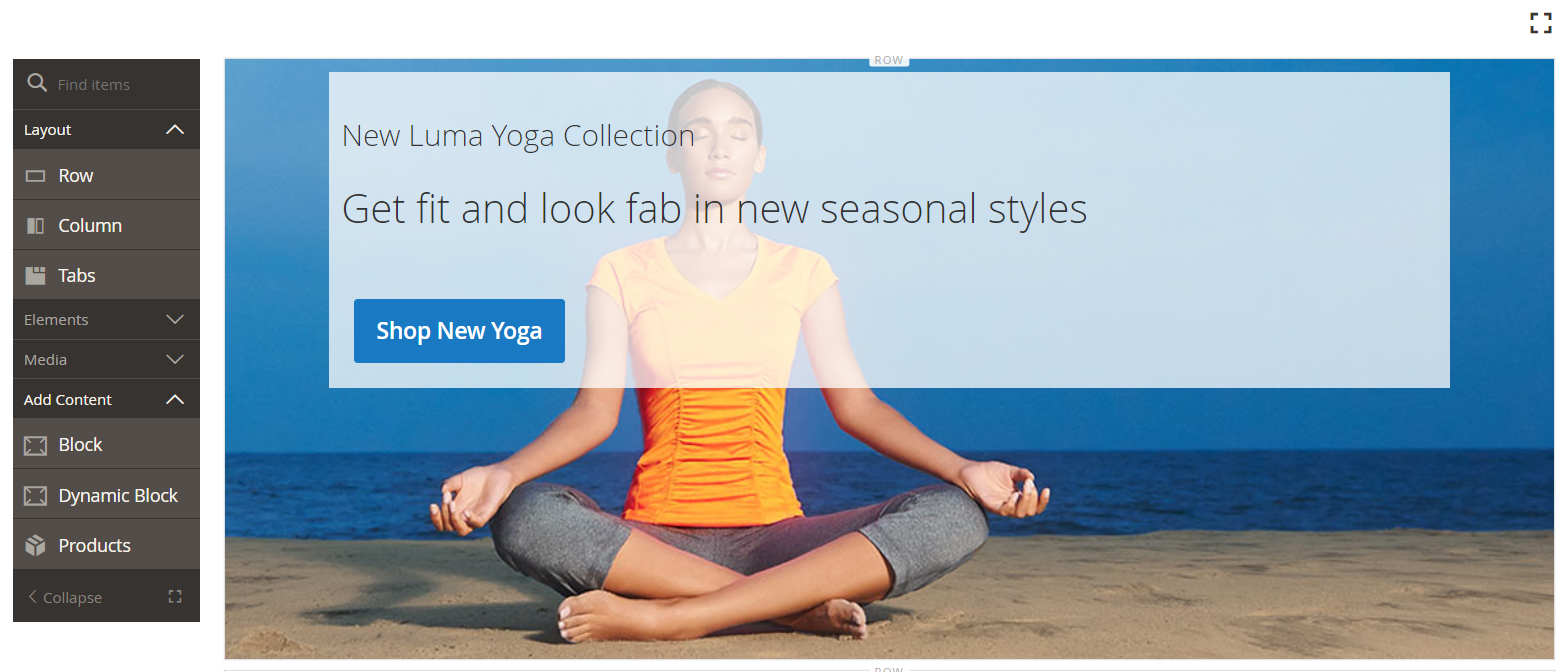 Find items
Layout
Row
Column
Tabs
Elements
Media
Add Content
Block
Dynamic Block
Products
Collapse
ROW
New Luma Yoga Collection
Get fit and look fab in new seasonal styles
Shop New Yoga
ROW